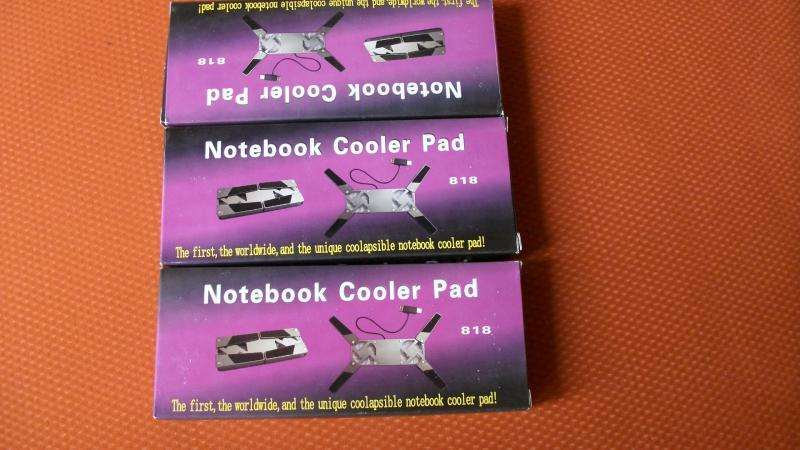 The first, the worldwide, and the unique coolapsible notebook cooler pad!
818
Notebook Cooler Pad
Notebook Cooler Pad
818
The first, the worldwide, and the unique coolapsible notebook cooler pad!
Notebook Cooler Pad
818
The first, the worldwide, and the unique coolapsible notebook cooler pad!